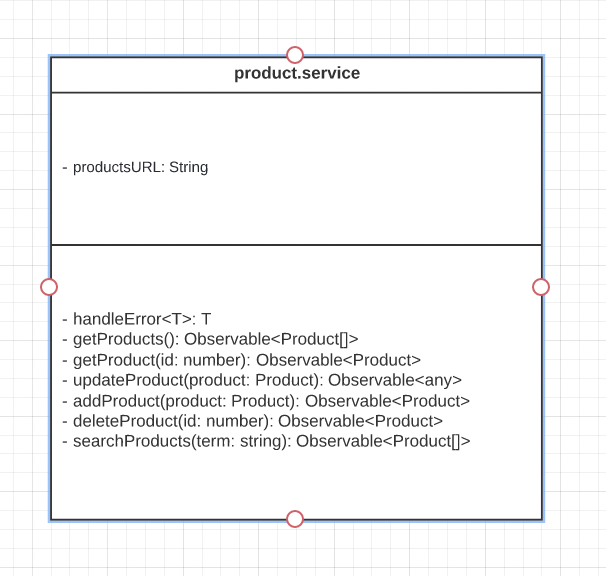 product.service
- productsURL: String
- handleError<T>: T
- getProducts(): Observable<Product[]>
- getProduct(id: number): Observable<Product>
- updateProduct(product: Product): Observable<any>
- addProduct(product: Product): Observable<Product>
- deleteProduct(id: number): Observable<Product>
- searchProducts(term: string): Observable<Product[]>